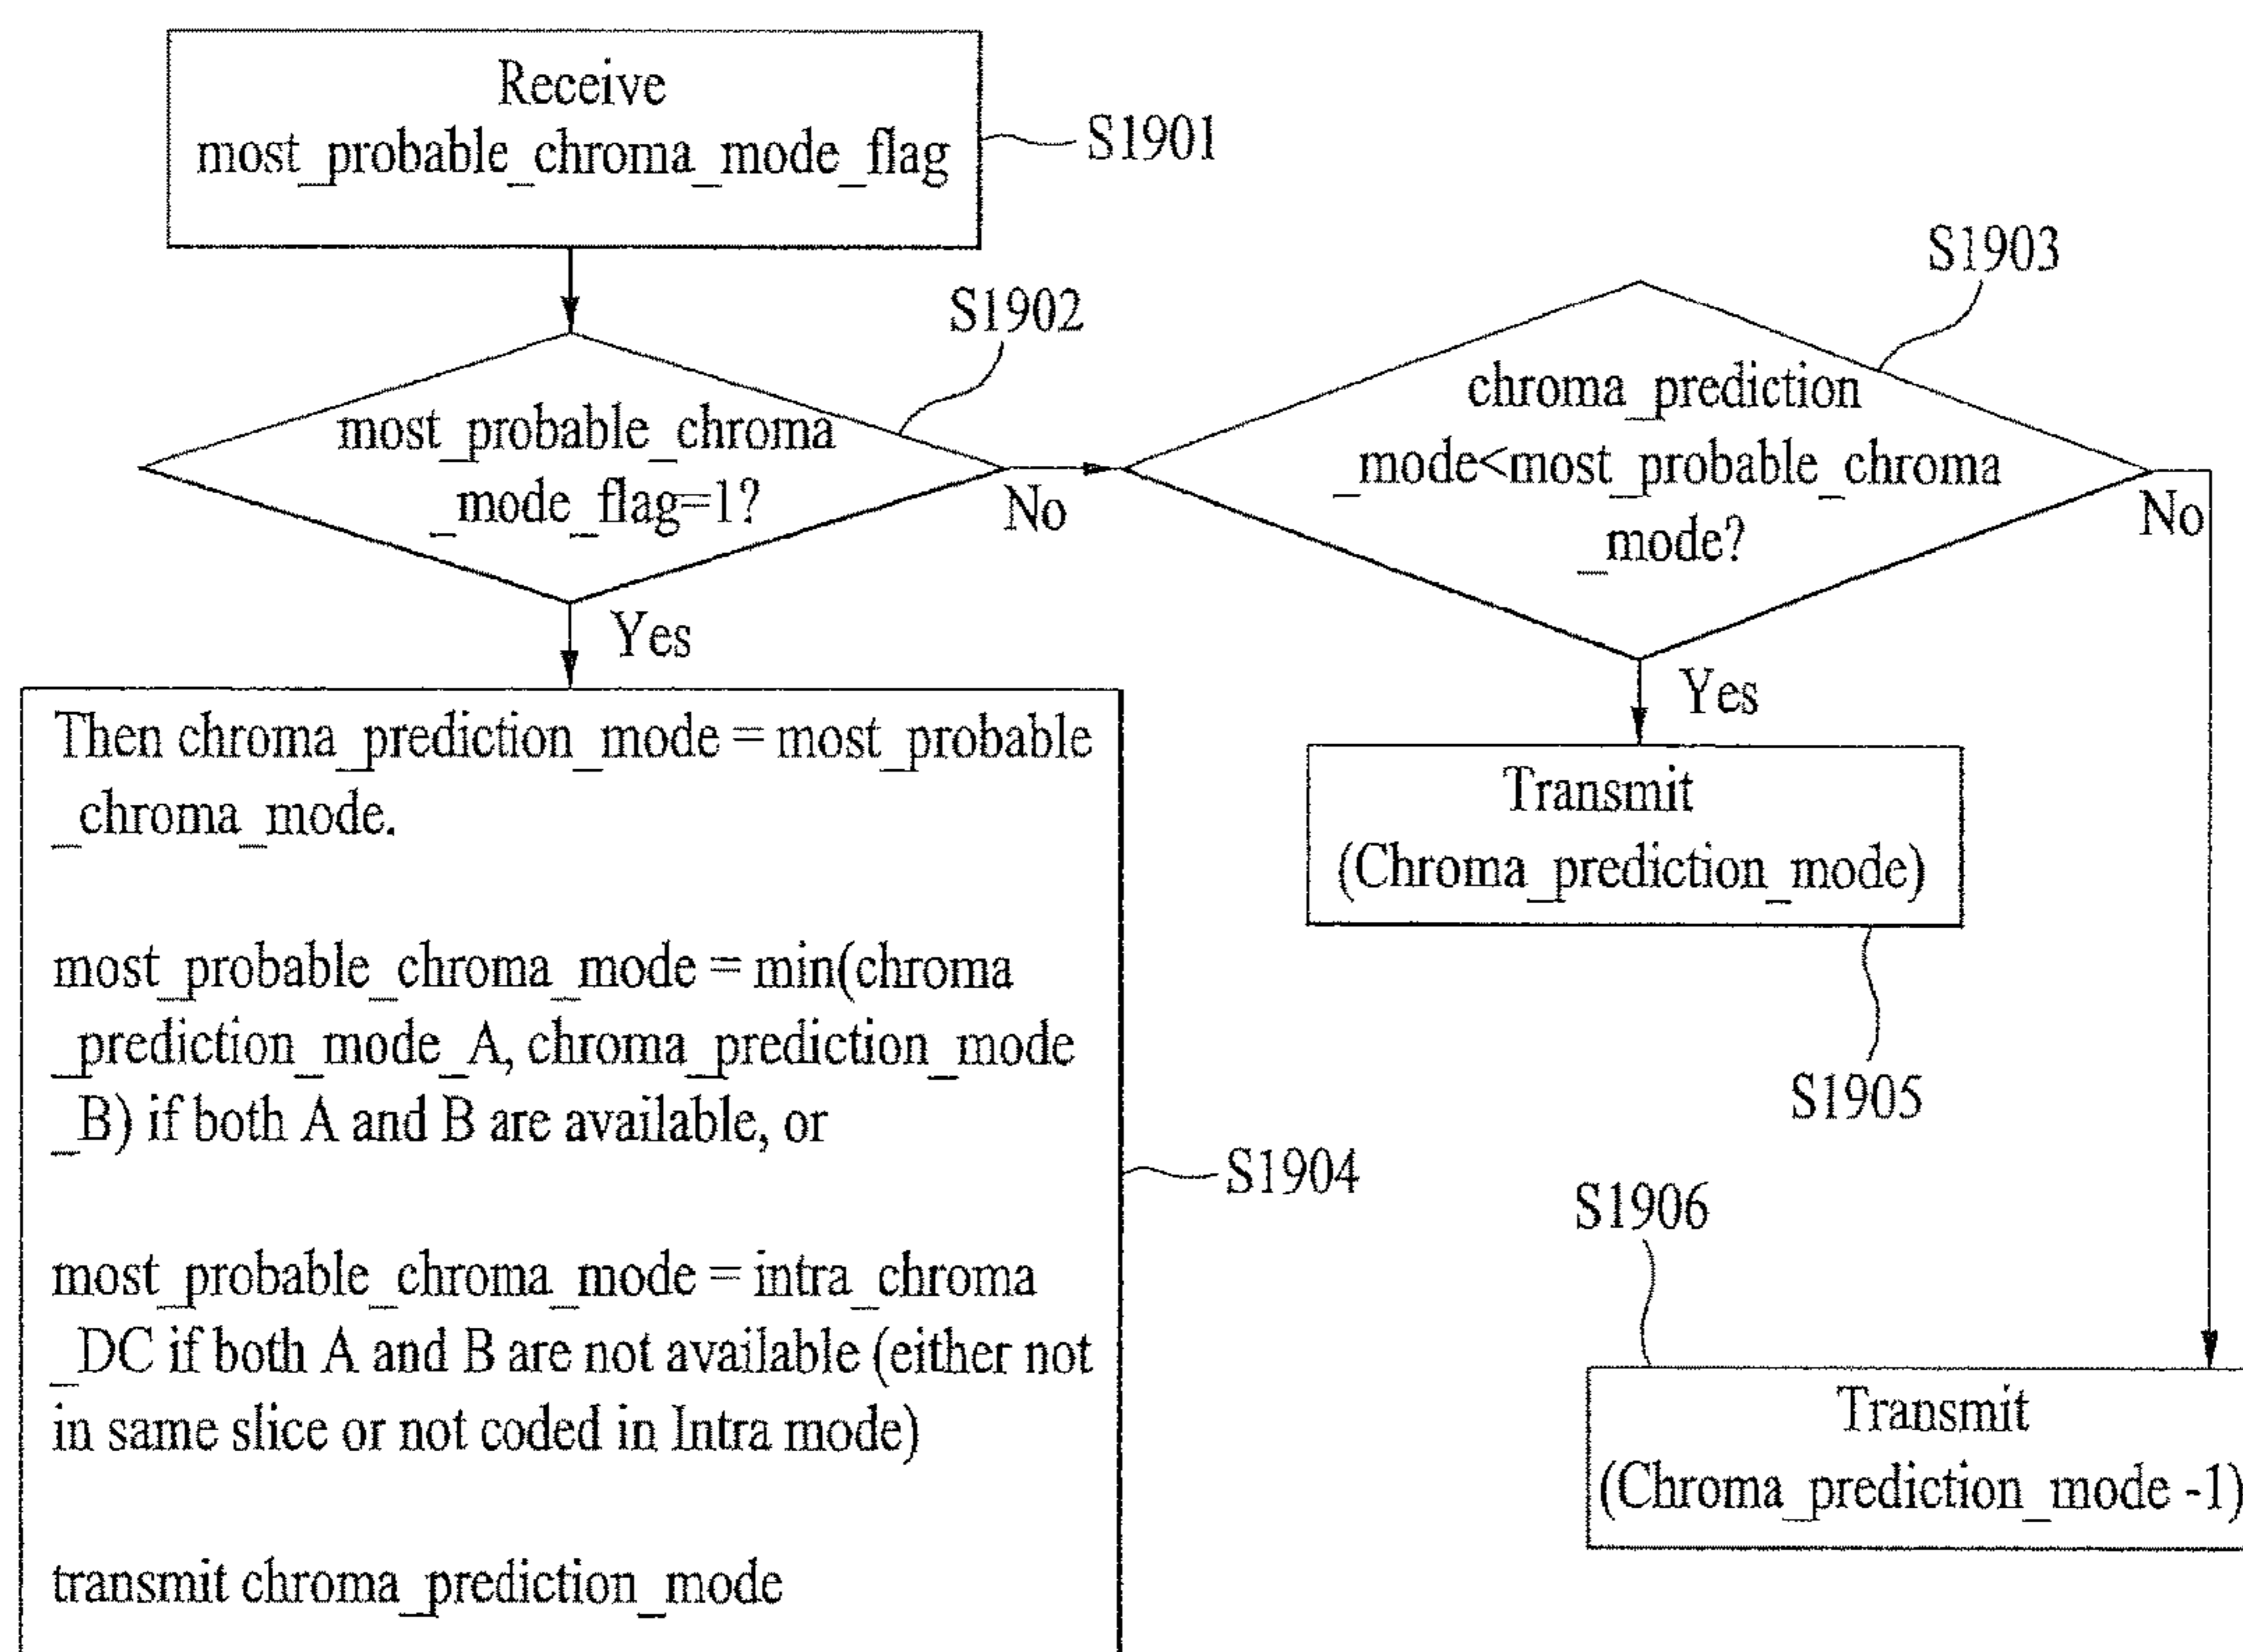 Receive
most_probable_chroma_mode_flag
S1901
S1902
most_probable_chroma
_mode_flag=1?
No
Yes
S1903
chroma_prediction
_mode<most_probable_chroma
_mode?
No
Yes
Then chroma_prediction_mode = most_probable
_chroma_mode.
most_probable_chroma_mode = min(chroma
_prediction_mode_A, chroma_prediction_mode
_B) if both A and B are available, or
most_probable_chroma_mode = intra_chroma
_DC if both A and B are not available (either not
in same slice or not coded in Intra mode)
transmit chroma_prediction_mode
S1904
Transmit
(Chroma_prediction_mode)
S1905
S1906
Transmit
(Chroma_prediction_mode -1)